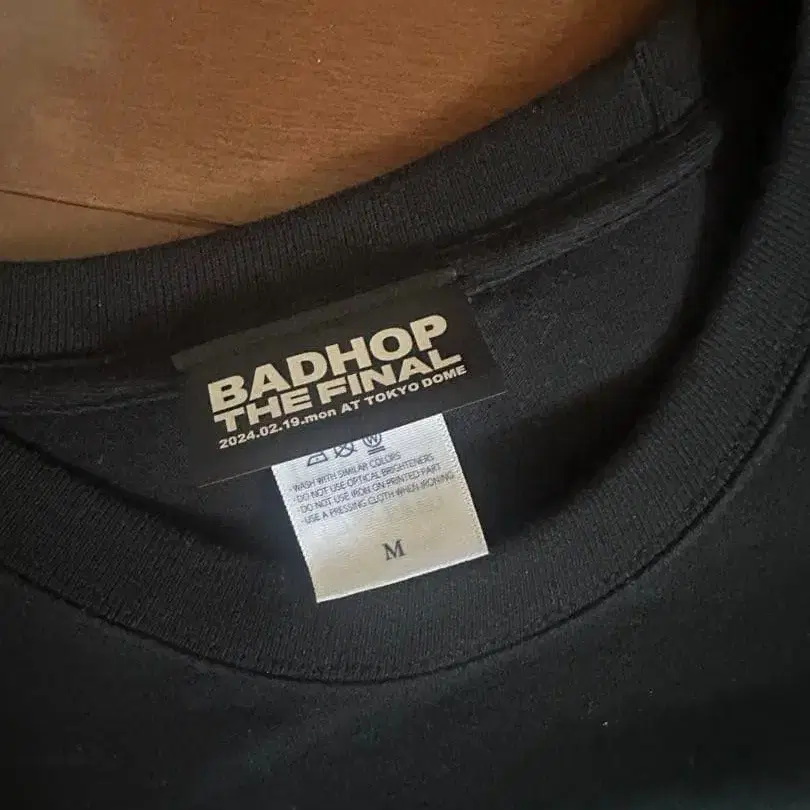 BADHOP
THE FINAL
2024.02.19.mon AT TOKYO DOME
W
· WASH WITH SIMILAR COLORS
· DO NOT USE OPTICAL BRIGHTENERS
· DO NOT USE IRON ON PRINTED PART
· USE A PRESSING CLOTH WHEN IRONING
M